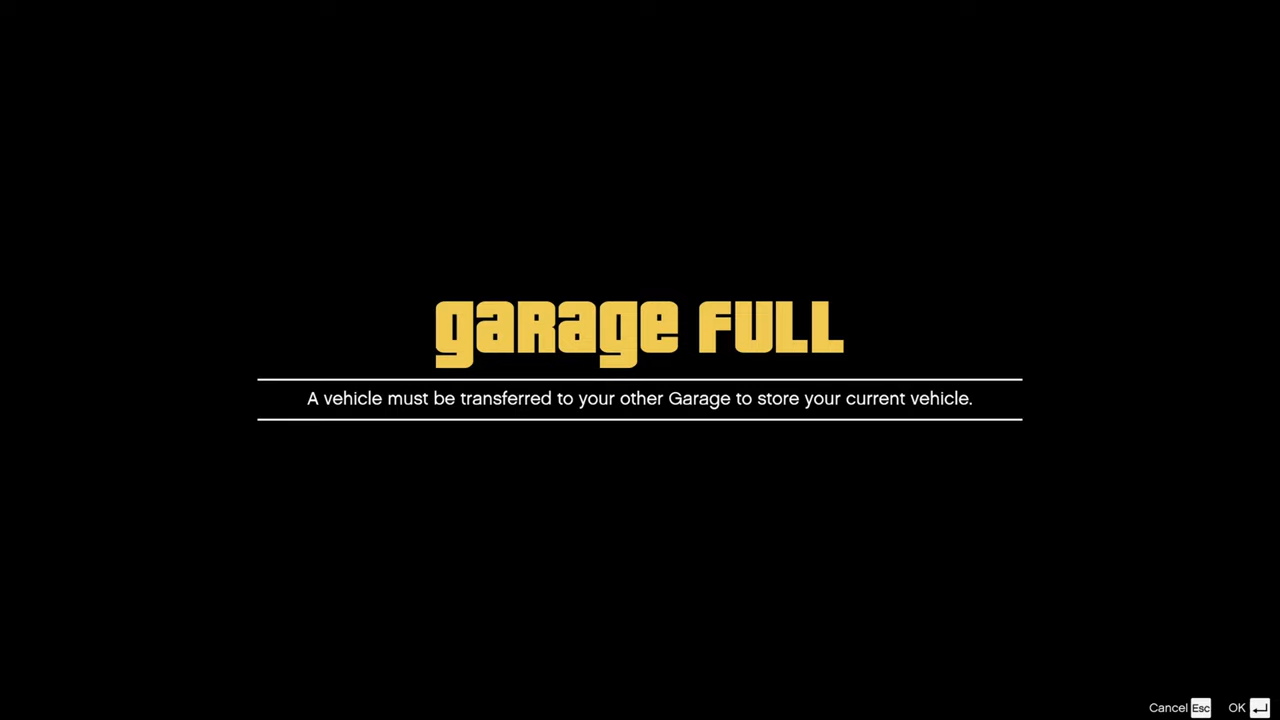 garage FULL
A vehicle must be transferred to your other Garage to store your current vehicle.
Cancel Esc OK